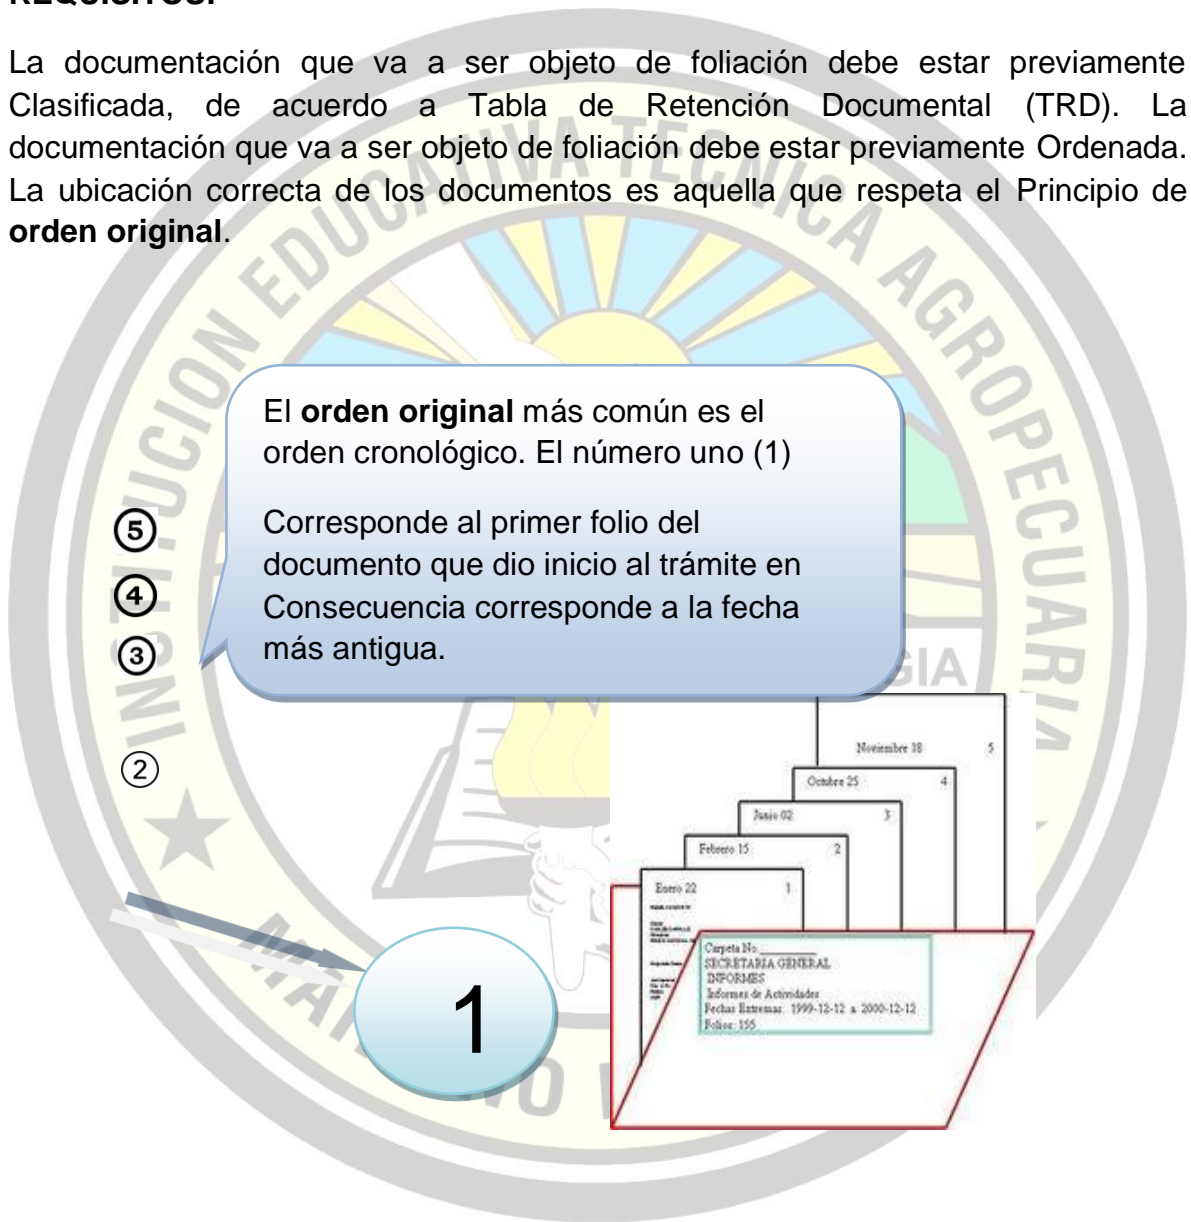 REQUISITOS:
La documentación que va a ser objeto de foliación debe estar previamente
Clasificada, de acuerdo a Tabla de Retención Documental (TRD). La
documentación que va a ser objeto de foliación debe estar previamente Ordenada.
La ubicación correcta de los documentos es aquella que respeta el Principio de
orden original.
INSTITUCION EDUCATIVA TECNICA AGROPECUARIA
El orden original más común es el
orden cronológico. El número uno (1)
Corresponde al primer folio del
documento que dio inicio al trámite en
Consecuencia corresponde a la fecha
más antigua.
5
4
3
2
1
Noviembre 18 5
Octubre 25 4
Junio 02 3
Febrero 15 2
Enero 22 1
Carpeta No.
SECRETARIA GENERAL
INFORMES
Informes de Actividades
Fechas Extremas: 1999-12-12 a 2000-12-12
Folios: 155